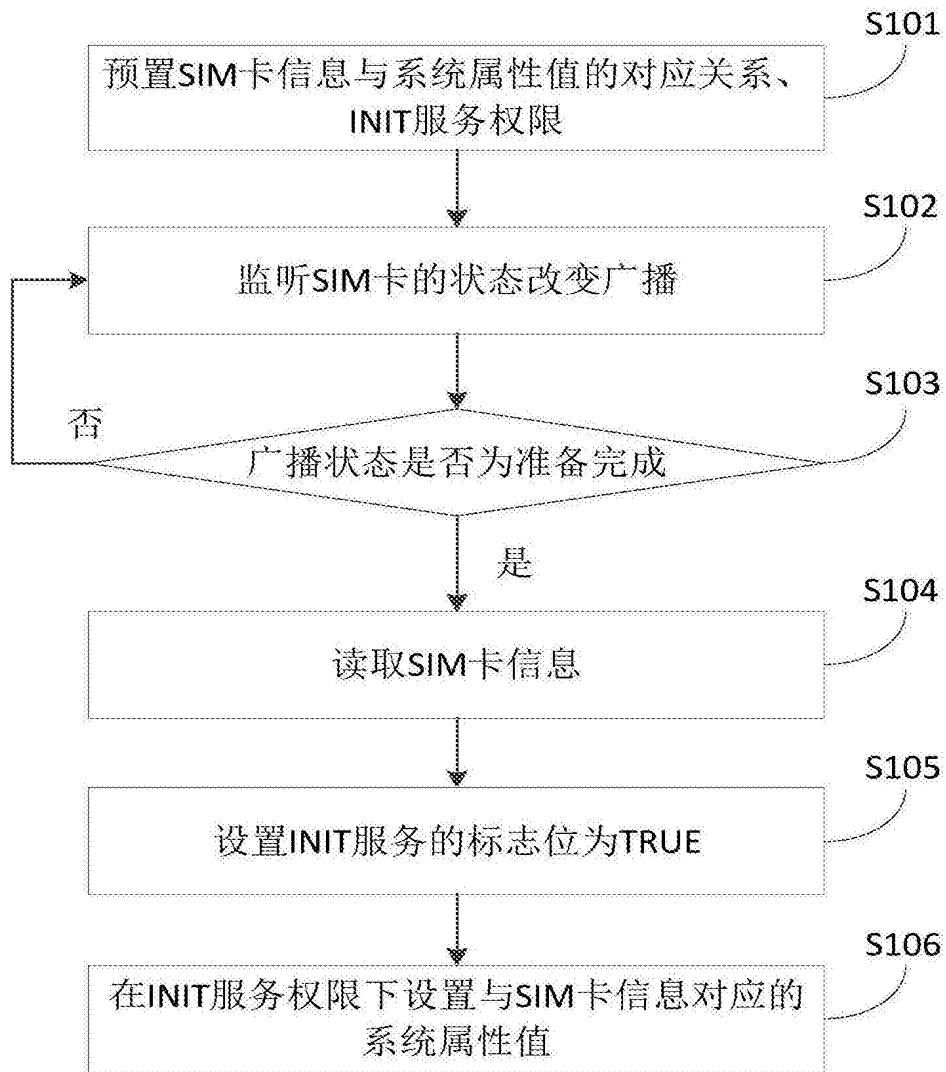 S101
预置SIM卡信息与系统属性值的对应关系、
INIT服务权限
S102
监听SIM卡的状态改变广播
S103
否
广播状态是否为准备完成
是
S104
读取SIM卡信息
S105
设置INIT服务的标志位为TRUE
S106
在INIT服务权限下设置与SIM卡信息对应的
系统属性值